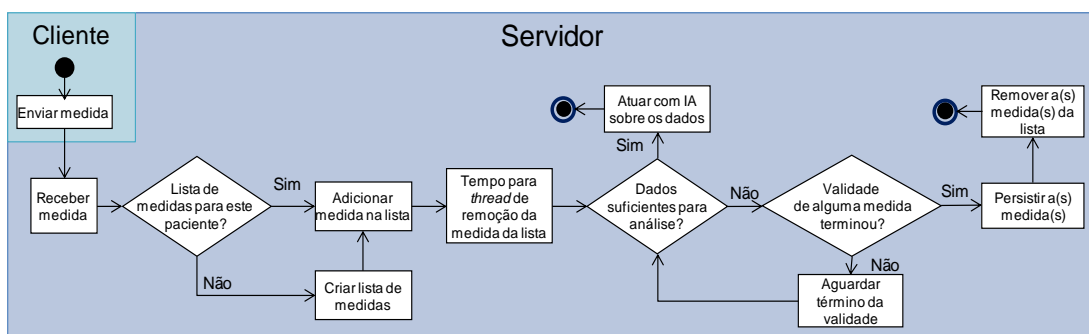 Cliente
Enviar medida
Servidor
Receber
medida
Lista de
medidas para este
paciente?
Sim
Não
Adicionar
medida na lista
Criar lista de
medidas
Tempo para
thread de
remoção da
medida da lista
Dados
suficientes para
análise?
Sim
Atuar com IA
sobre os dados
Não
Validade
de alguma medida
terminou?
Não
Aguardar
término da
validade
Sim
Persistir a(s)
medida(s)
Remover a(s)
medida(s) da
lista